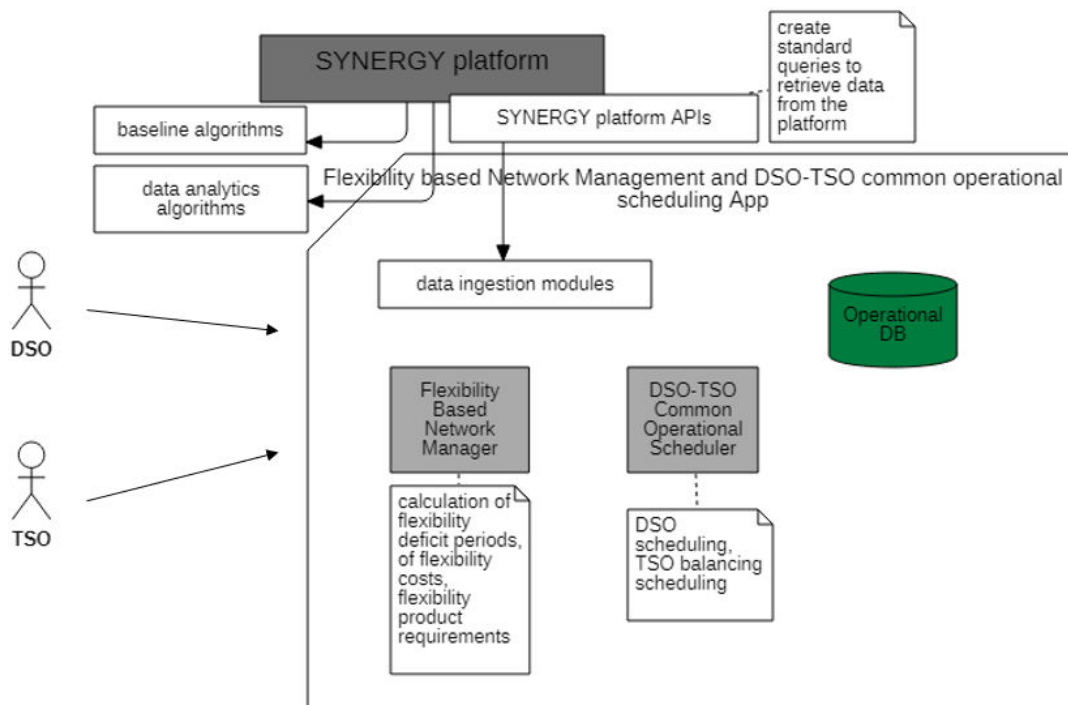 SYNERGY platform
create
standard
queries to
retrieve data
from the
platform
baseline algorithms
SYNERGY platform APIs
data analytics
algorithms
Flexibility based Network Management and DSO-TSO common operational
scheduling App
data ingestion modules
DSO
Operational
DB
Flexibility
Based
Network
Manager
DSO-TSO
Common
Operational
Scheduler
TSO
calculation of
flexibility
deficit periods,
of flexibility
costs,
flexibility
product
requirements
DSO
scheduling,
TSO balancing
scheduling